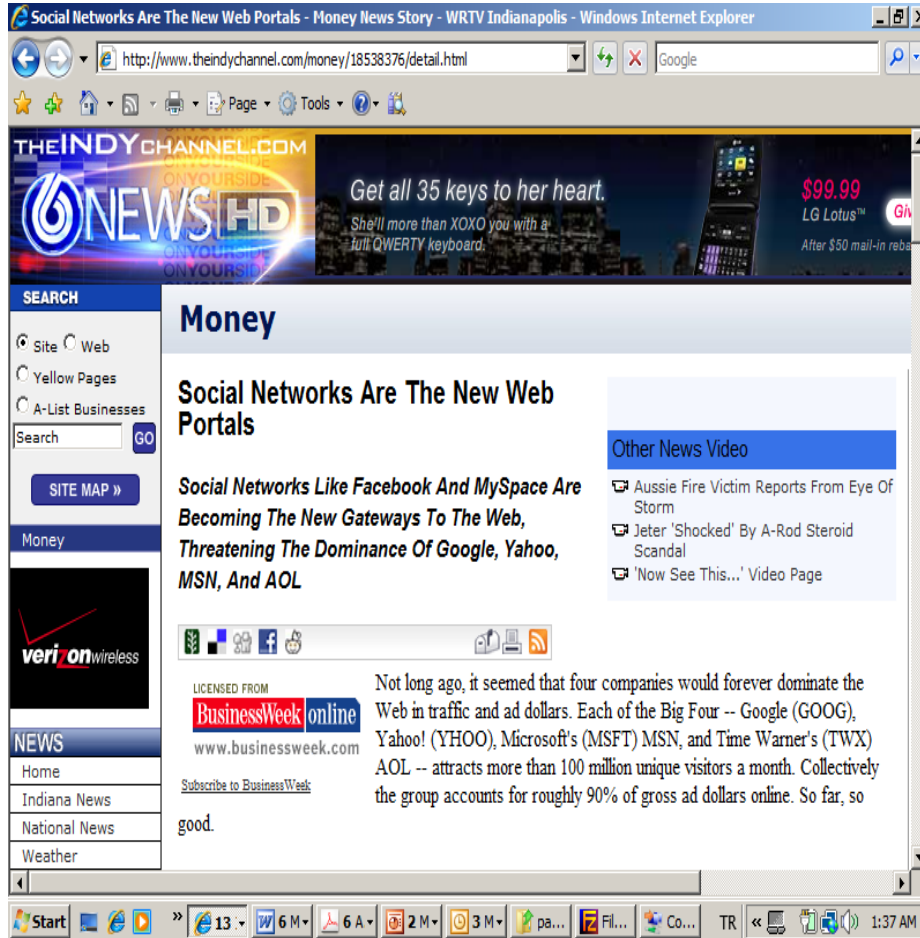 Social Networks Are The New Web Portals - Money News Story - WRTV Indianapolis - Windows Internet Explorer
http://www.theindychannel.com/money/18538376/detail.html
Google
Page
Tools
THEINDYCHANNEL.COM
6NEWS HD
ONYOURSIDE
Get all 35 keys to her heart.
She'll more than XOXO you with a
full QWERTY keyboard.
$99.99
LG Lotus™
After $50 mail-in reba
Giv
SEARCH
Site Web
Yellow Pages
A-List Businesses
Search GO
SITE MAP »
Money
verizonwireless
NEWS
Home
Indiana News
National News
Weather
Money
Social Networks Are The New Web
Portals
Social Networks Like Facebook And MySpace Are
Becoming The New Gateways To The Web,
Threatening The Dominance Of Google, Yahoo,
MSN, And AOL
Other News Video
Aussie Fire Victim Reports From Eye Of
Storm
Jeter 'Shocked' By A-Rod Steroid
Scandal
'Now See This...' Video Page
LICENSED FROM
BusinessWeek online
www.businessweek.com
Subscribe to BusinessWeek
Not long ago, it seemed that four companies would forever dominate the
Web in traffic and ad dollars. Each of the Big Four -- Google (GOOG),
Yahoo! (YHOO), Microsoft's (MSFT) MSN, and Time Warner's (TWX)
AOL -- attracts more than 100 million unique visitors a month. Collectively
the group accounts for roughly 90% of gross ad dollars online. So far, so
good.
Start » 13 : 6 M 6 A 2 M 3 M pa... Fil... Co... TR « 1:37 AM